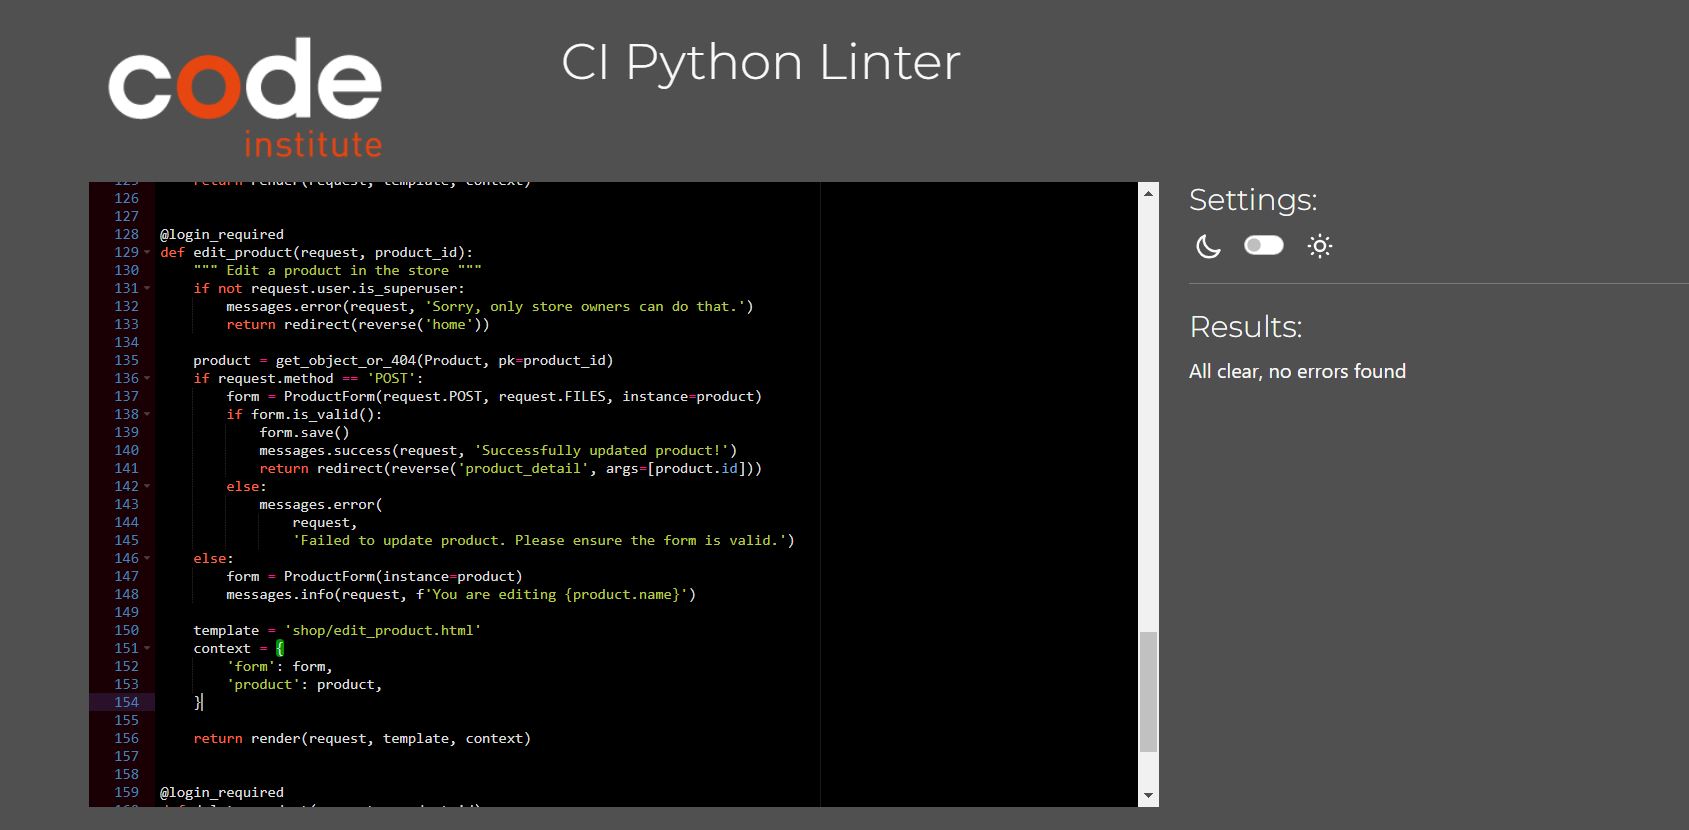 code
institute
CI Python Linter
125 return render(request, template, context)
126
127
128 @login_required
129 def edit_product(request, product_id):
130 """ Edit a product in the store """
131 if not request.user.is_superuser:
132 messages.error(request, 'Sorry, only store owners can do that.')
133 return redirect(reverse('home'))
134
135 product = get_object_or_404(Product, pk=product_id)
136 if request.method == 'POST':
137 form = ProductForm(request.POST, request.FILES, instance=product)
138 if form.is_valid():
139 form.save()
140 messages.success(request, 'Successfully updated product!')
141 return redirect(reverse('product_detail', args=[product.id]))
142 else:
143 messages.error(
144 request,
145 'Failed to update product. Please ensure the form is valid.')
146 else:
147 form = ProductForm(instance=product)
148 messages.info(request, f'You are editing {product.name}')
149
150 template = 'shop/edit_product.html'
151 context = {
152 'form': form,
153 'product': product,
154 }
155
156 return render(request, template, context)
157
158
159 @login_required
Settings:
Results:
All clear, no errors found